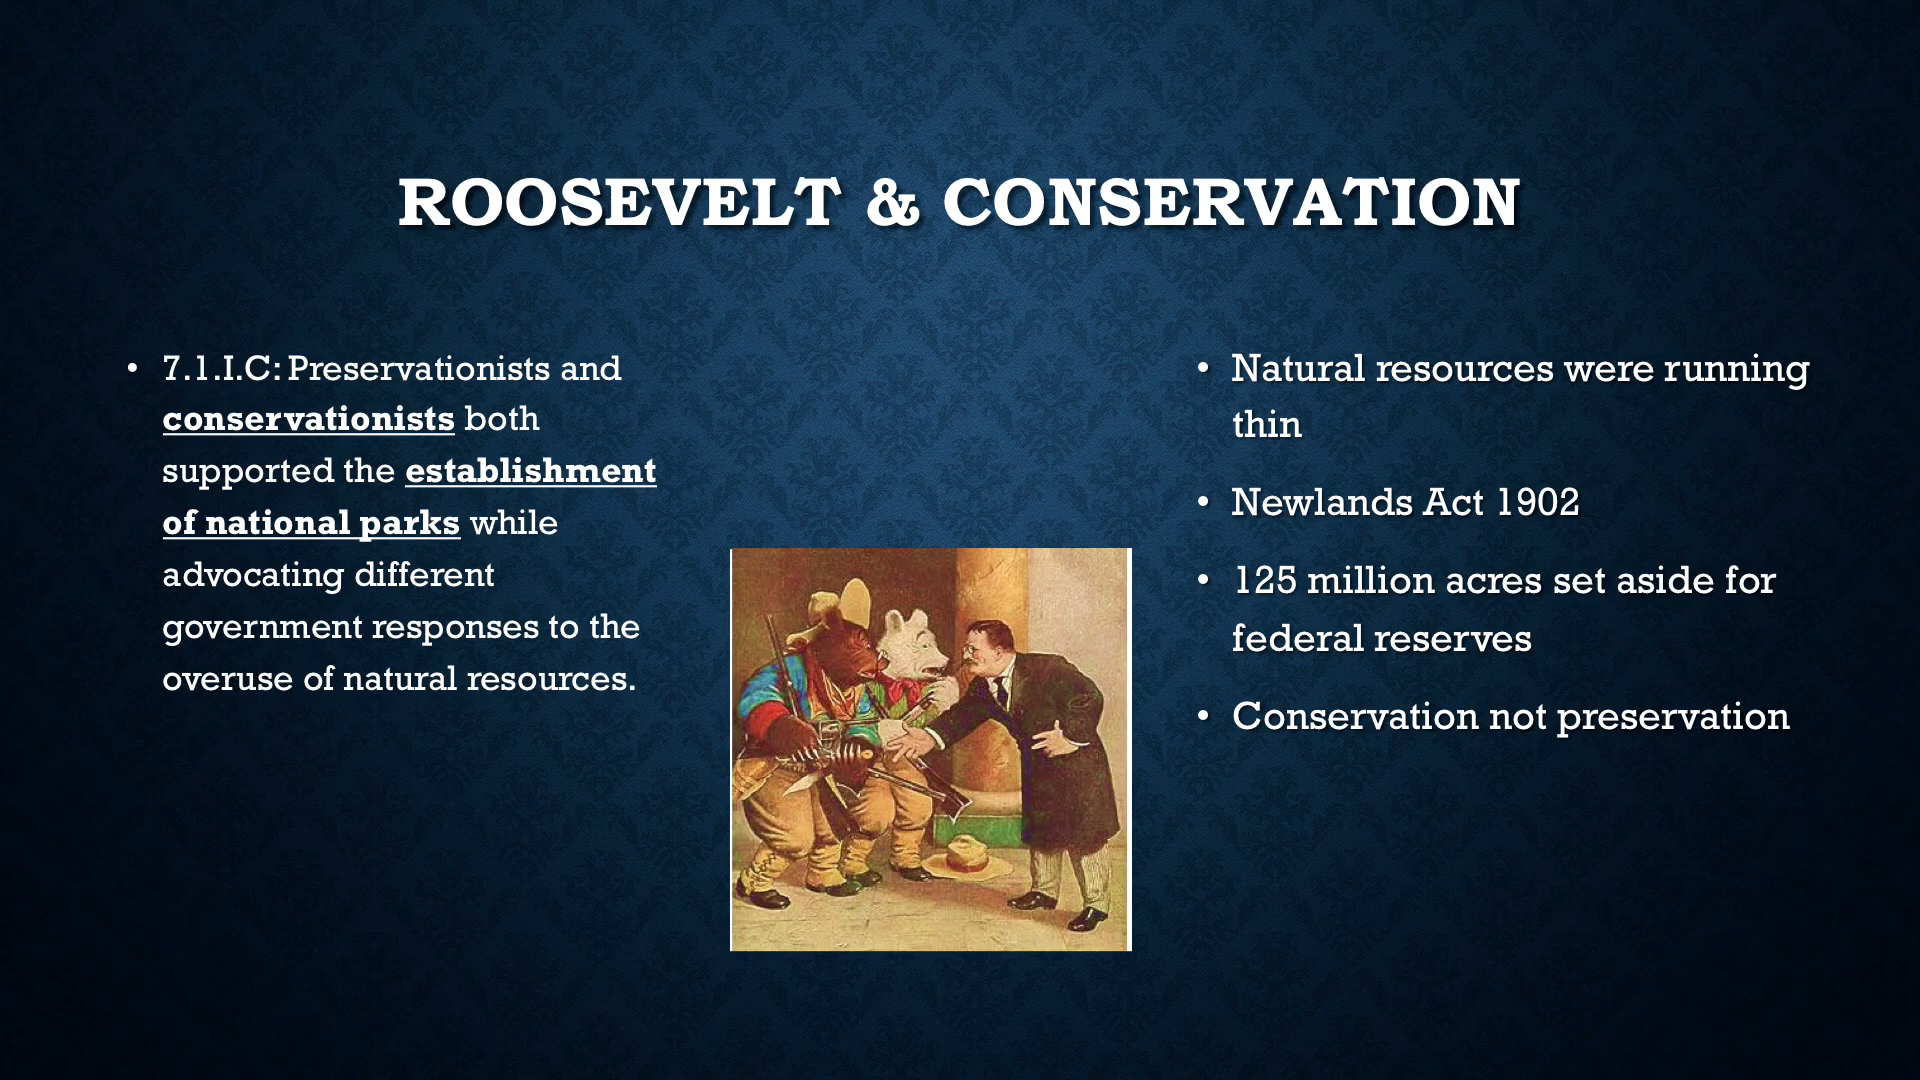 ROOSEVELT & CONSERVATION
• 7.1.I.C: Preservationists and
conservationists both
supported the establishment
of national parks while
advocating different
government responses to the
overuse of natural resources.
• Natural resources were running
thin
• Newlands Act 1902
• 125 million acres set aside for
federal reserves
• Conservation not preservation